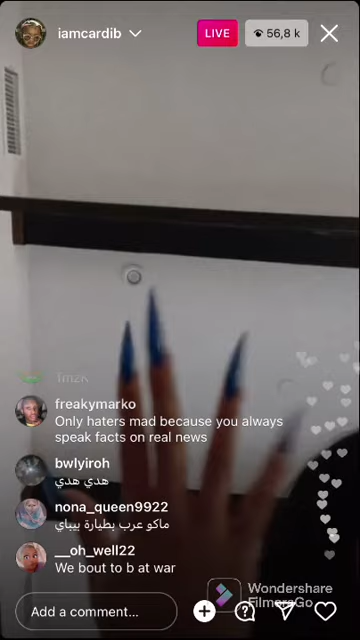 iamcardib
LIVE
56,8 k
Tm2K
freakymarko
Only haters mad because you always
speak facts on real news
bwlyiroh
هدي هدي
nona_queen9922
ماكو عرب بطيارة بيباي
__oh_well22
We bout to b at war
Wondershare
FilmoraGo
Add a comment...